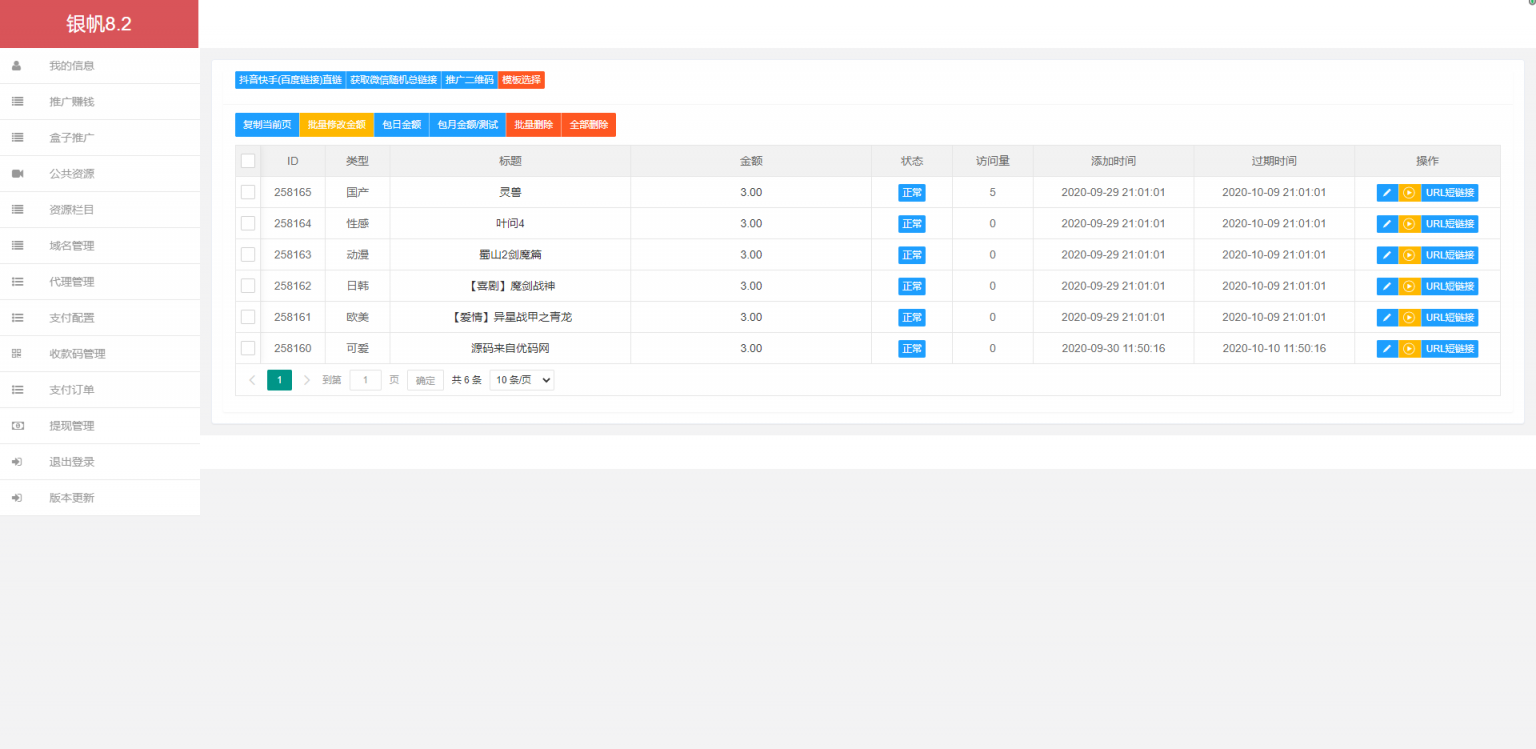 银帆8.2
我的信息
推广赚钱
盒子推广
公共资源
资源栏目
域名管理
代理管理
支付配置
收款码管理
支付订单
提现管理
退出登录
版本更新
抖音快手(百度链接)直链 获取微信随机总链接 推广二维码 模板选择
复制当前页 批量修改金额 包日金额 包月金额/测试 批量删除 全部删除
ID 类型 标题 金额 状态 访问量 添加时间 过期时间 操作
258165 国产 灵兽 3.00 正常 5 2020-09-29 21:01:01 2020-10-09 21:01:01 URL短链接
258164 性感 叶问4 3.00 正常 0 2020-09-29 21:01:01 2020-10-09 21:01:01 URL短链接
258163 动漫 蜀山2剑魔篇 3.00 正常 0 2020-09-29 21:01:01 2020-10-09 21:01:01 URL短链接
258162 日韩 【喜剧】魔剑战神 3.00 正常 0 2020-09-29 21:01:01 2020-10-09 21:01:01 URL短链接
258161 欧美 【爱情】异星战甲之青龙 3.00 正常 0 2020-09-29 21:01:01 2020-10-09 21:01:01 URL短链接
258160 可爱 源码来自优码网 3.00 正常 0 2020-09-30 11:50:16 2020-10-10 11:50:16 URL短链接
1 到第 1 页 确定 共 6 条 10 条/页